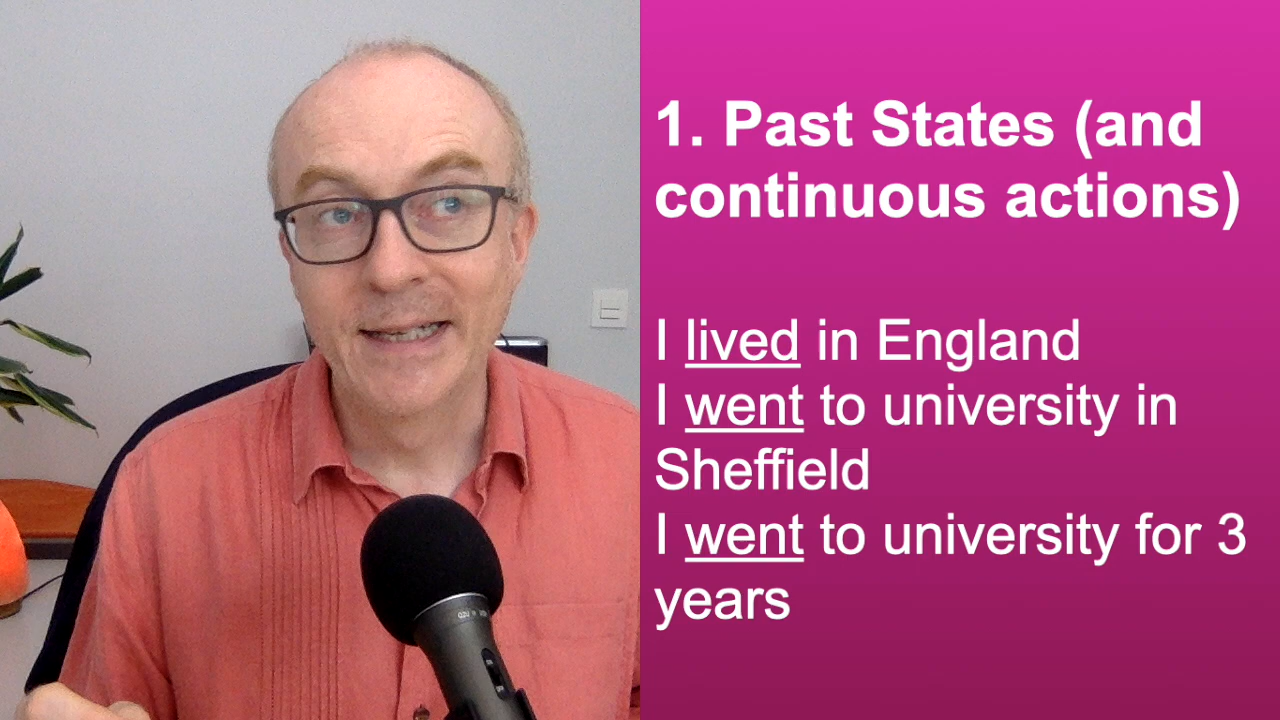 1. Past States (and
continuous actions)
I lived in England
I went to university in
Sheffield
I went to university for 3
years